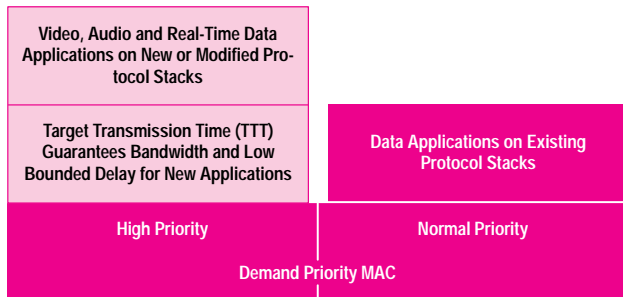 Video, Audio and Real-Time Data
Applications on New or Modified Pro-
tocol Stacks
Target Transmission Time (TTT)
Guarantees Bandwidth and Low
Bounded Delay for New Applications
Data Applications on Existing
Protocol Stacks
High Priority
Normal Priority
Demand Priority MAC